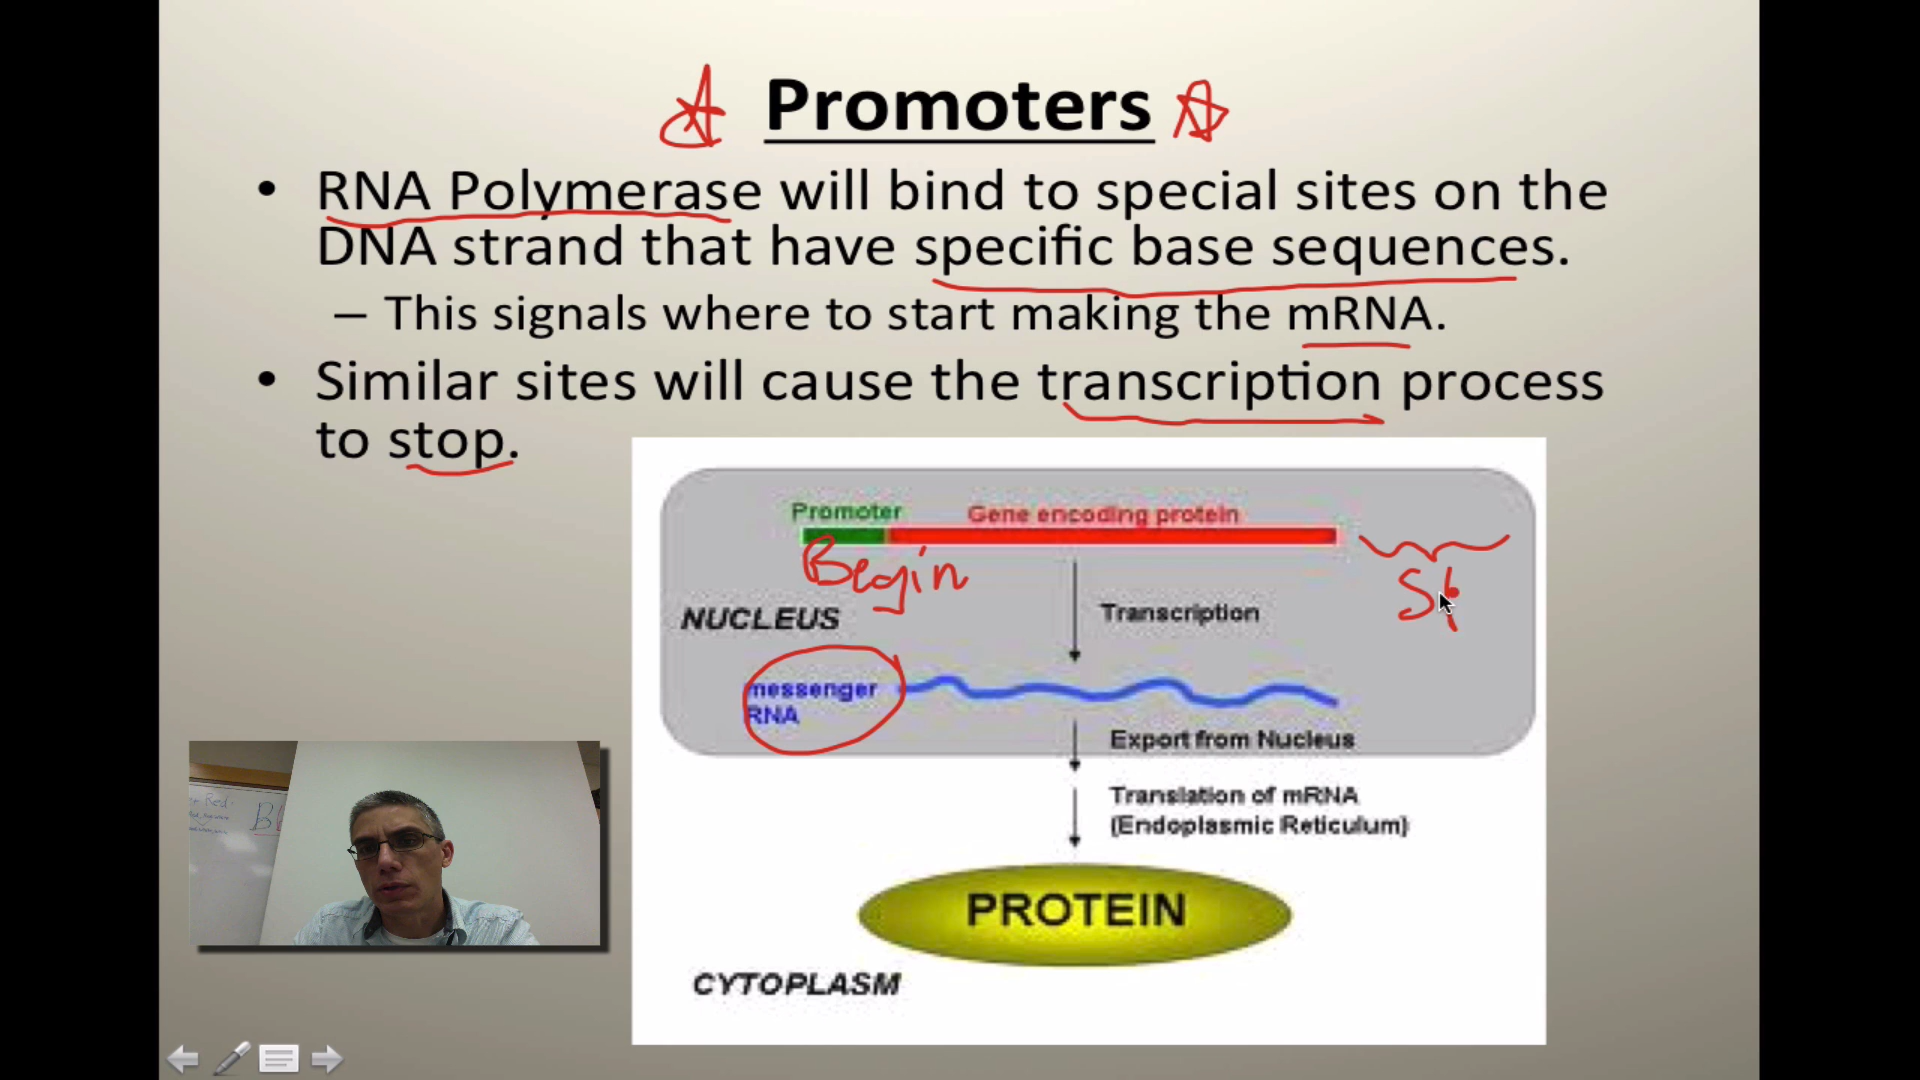 Promoters
• RNA Polymerase will bind to special sites on the
DNA strand that have specific base sequences.
– This signals where to start making the mRNA.
• Similar sites will cause the transcription process
to stop.
Promoter
Gene encoding protein
Begin
St
NUCLEUS
Transcription
messenger
RNA
Export from Nucleus
Translation of mRNA
(Endoplasmic Reticulum)
PROTEIN
CYTOPLASM